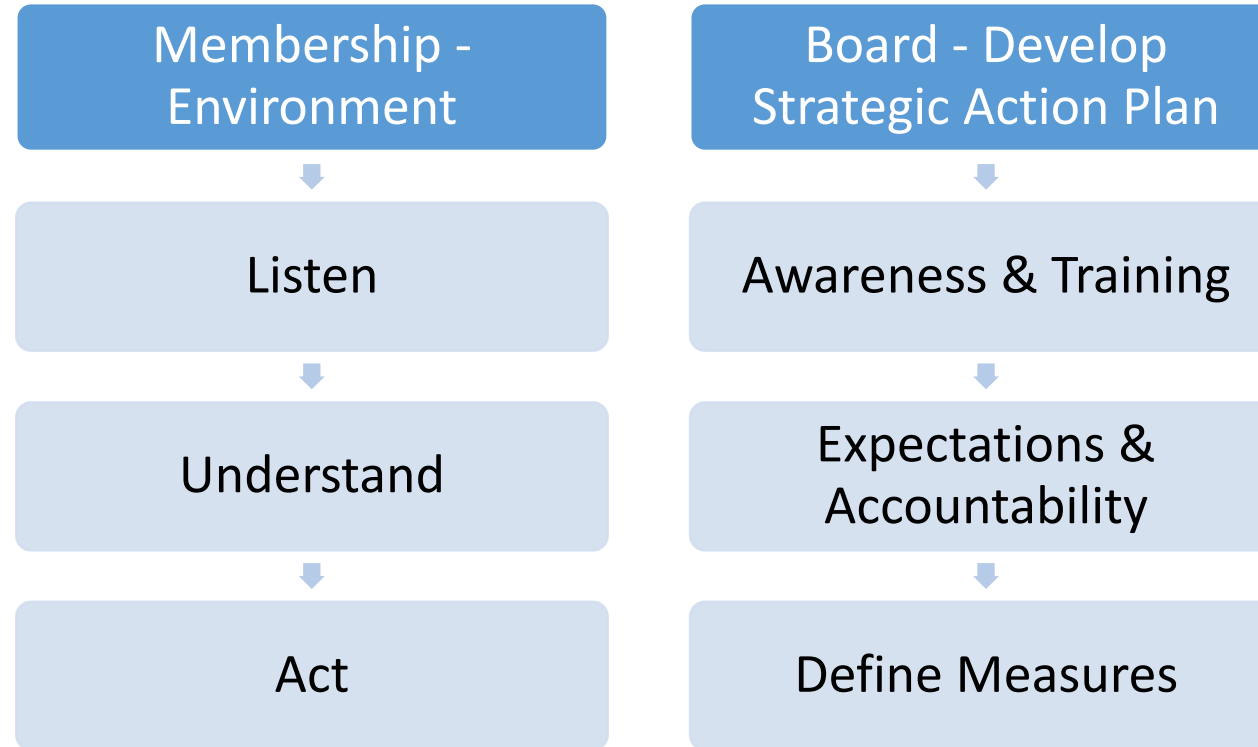 Membership -
Environment
Listen
Understand
Act
Board - Develop
Strategic Action Plan
Awareness & Training
Expectations &
Accountability
Define Measures